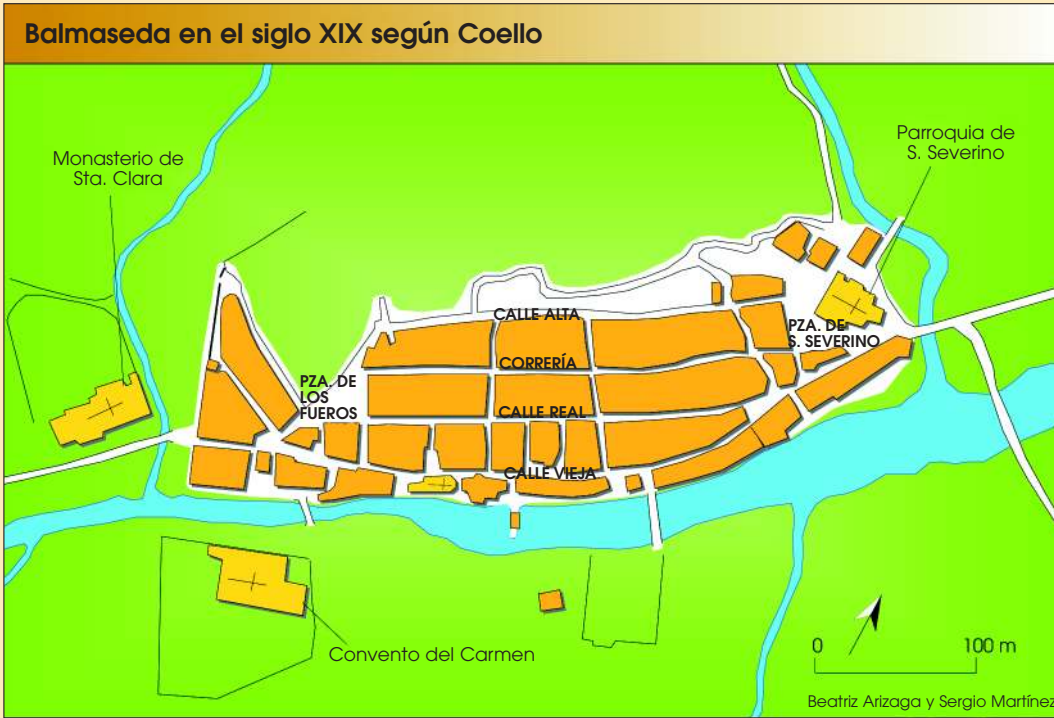 Balmaseda en el siglo XIX según Coello
Parroquia de
S. Severino
Monasterio de
Sta. Clara
CALLE ALTA
PZA. DE
S. SEVERINO
CORRERÍA
PZA. DE
LOS
FUEROS
CALLE REAL
CALLE VIEJA
Convento del Carmen
0 100 m
Beatriz Arizaga y Sergio Martínez